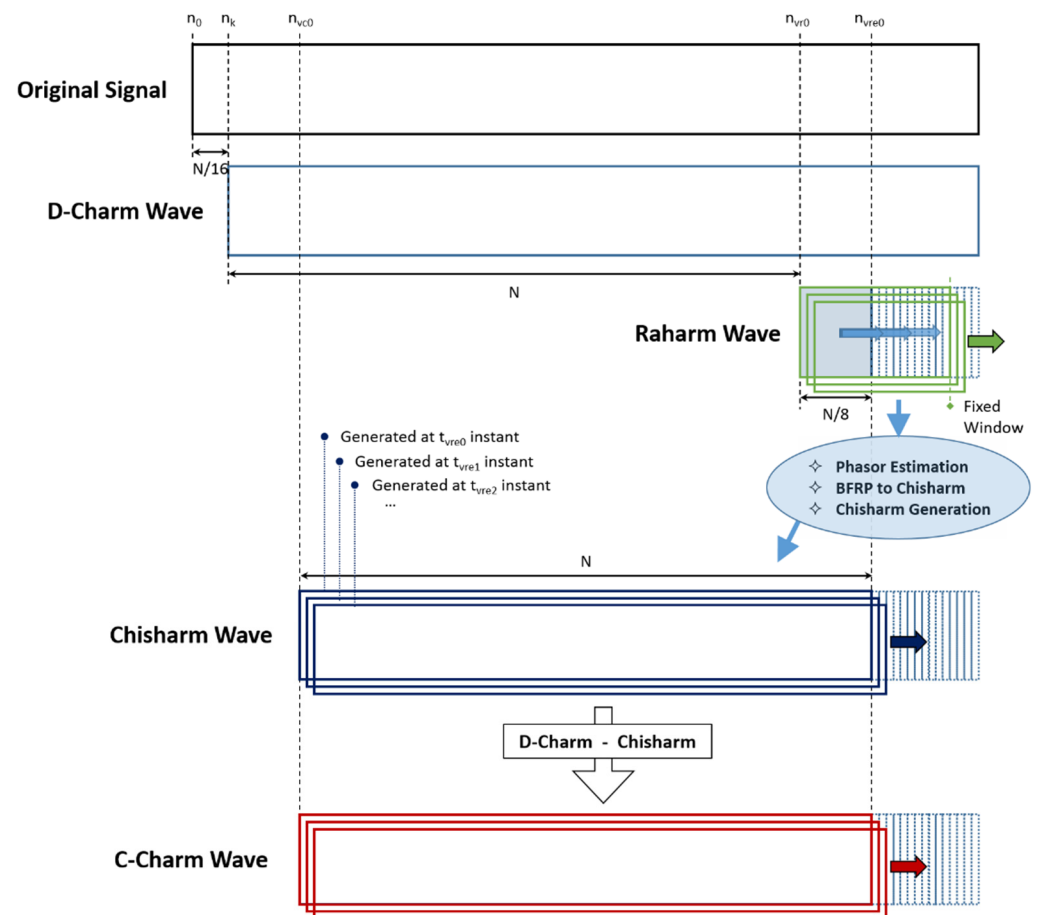 n0 nk nvc0 nvr0 nvre0
Original Signal
N/16
D-Charm Wave
N
Raharm Wave
N/8
Fixed
Window
Generated at tvre0 instant
Generated at tvre1 instant
Generated at tvre2 instant
...
✧ Phasor Estimation
✧ BFRP to Chisharm
✧ Chisharm Generation
N
Chisharm Wave
D-Charm - Chisharm
C-Charm Wave